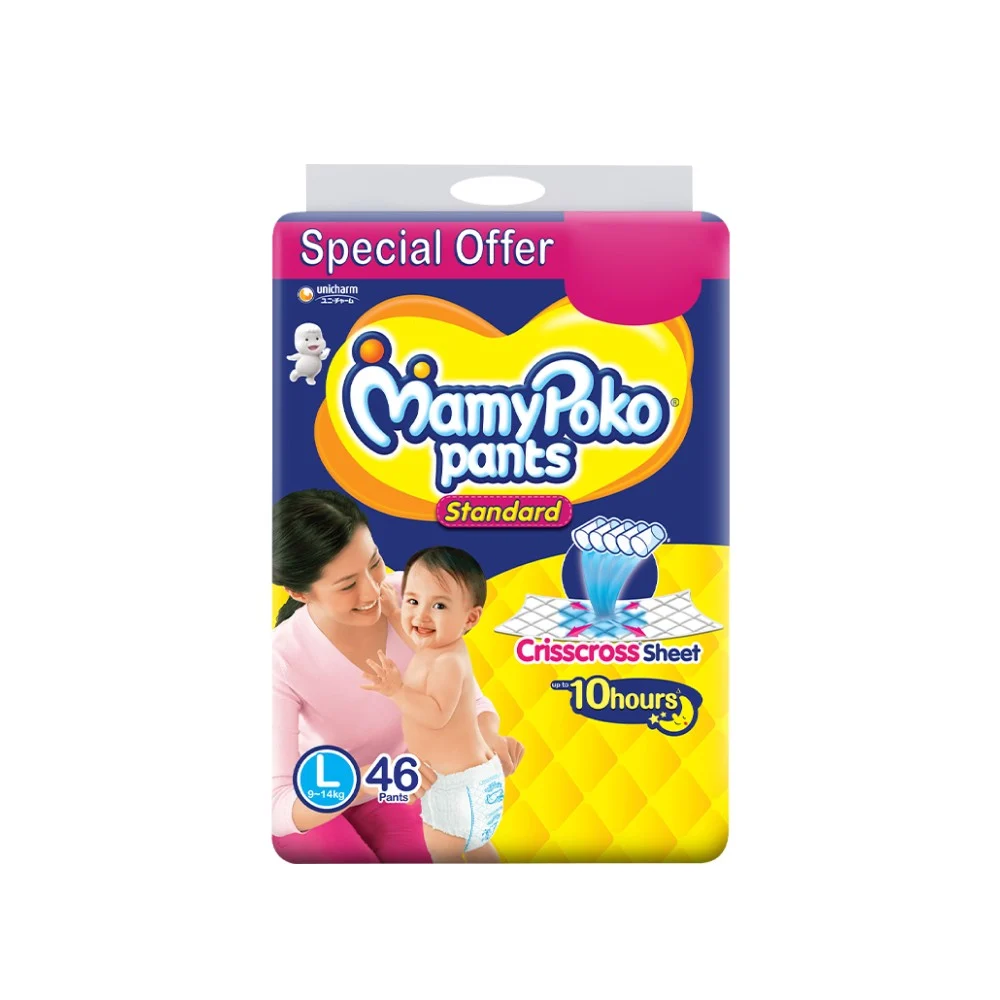 Special Offer
unicharm
ユニ・チャーム
MamyPoko®
pants
Standard
Crisscross Sheet
up to 10hours
L
9~14kg
46
Pants